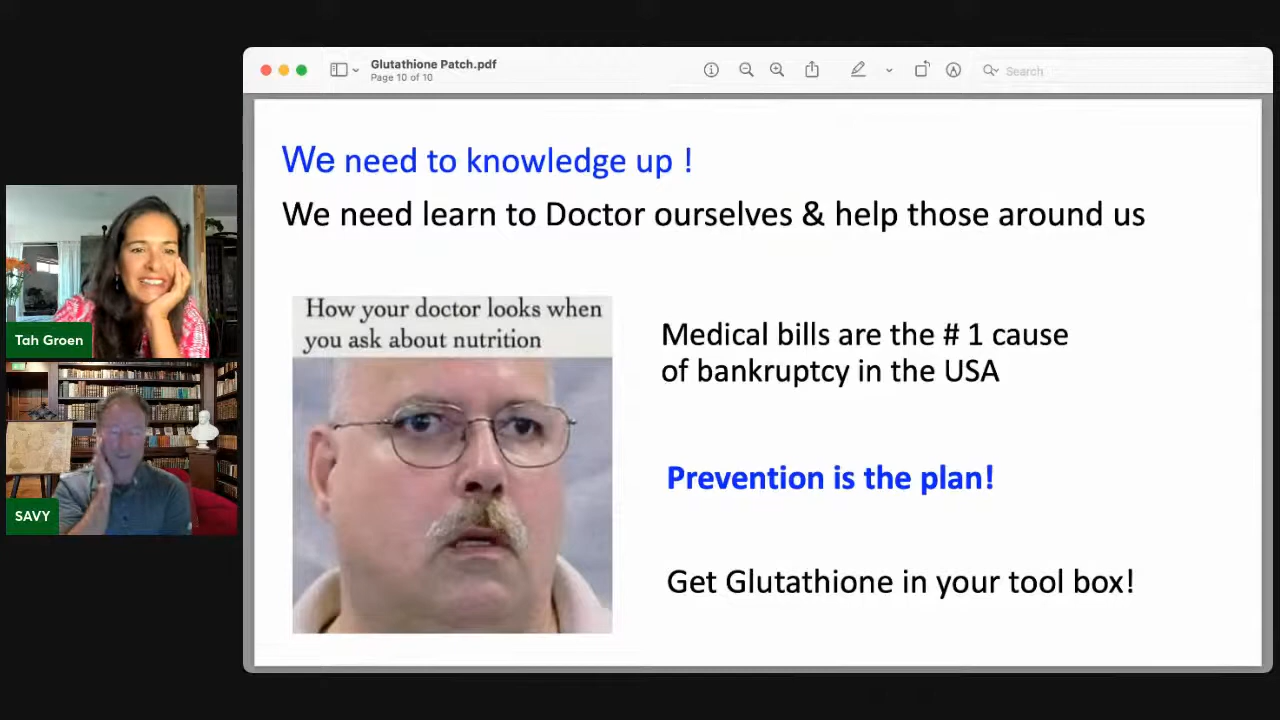 Glutathione Patch.pdf
Page 10 of 10
Search
We need to knowledge up !
We need learn to Doctor ourselves & help those around us
How your doctor looks when
you ask about nutrition
Medical bills are the # 1 cause
of bankruptcy in the USA
Prevention is the plan!
Get Glutathione in your tool box!
Tah Groen
SAVY